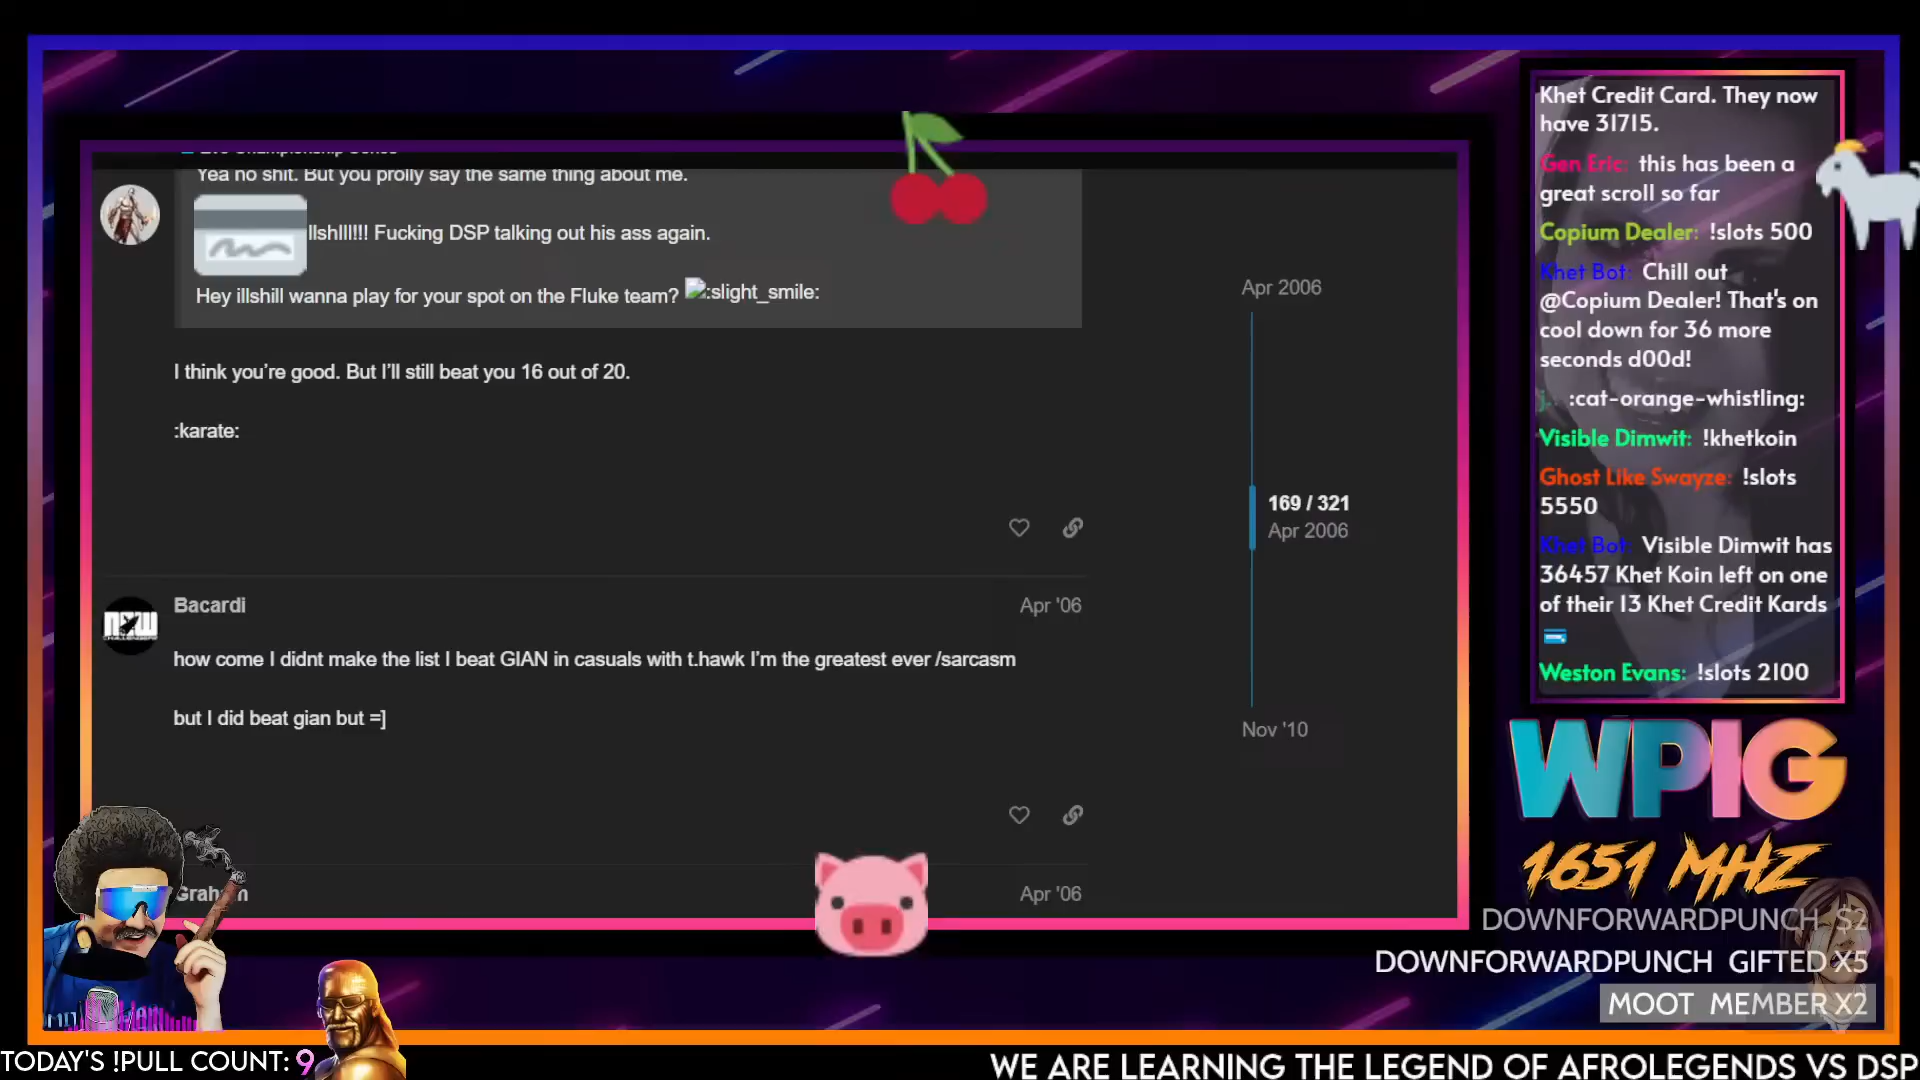 Yea no shit. But you prolly say the same thing about me.
llshlll!!! Fucking DSP talking out his ass again.
Hey illshill wanna play for your spot on the Fluke team? :slight_smile:
I think you’re good. But I’ll still beat you 16 out of 20.
:karate:
Bacardi
Apr '06
how come I didnt make the list I beat GIAN in casuals with t.hawk I’m the greatest ever /sarcasm
but I did beat gian but =]
Graham
Apr '06
Apr 2006
169 / 321
Apr 2006
Nov '10
Khet Credit Card. They now
have 31715.
Gen Eric: this has been a
great scroll so far
Copium Dealer: !slots 500
Khet Bot: Chill out
@Copium Dealer! That's on
cool down for 36 more
seconds d00d!
j.. :cat-orange-whistling:
Visible Dimwit: !khetkoin
Ghost Like Swayze: !slots
5550
Khet Bot: Visible Dimwit has
36457 Khet Koin left on one
of their 13 Khet Credit Kards
Weston Evans: !slots 2100
WPIG
1651 MHZ
DOWNFORWARDPUNCH $2
DOWNFORWARDPUNCH GIFTED X5
MOOT MEMBER X2
TODAY'S !PULL COUNT: 9
WE ARE LEARNING THE LEGEND OF AFROLEGENDS VS DSP